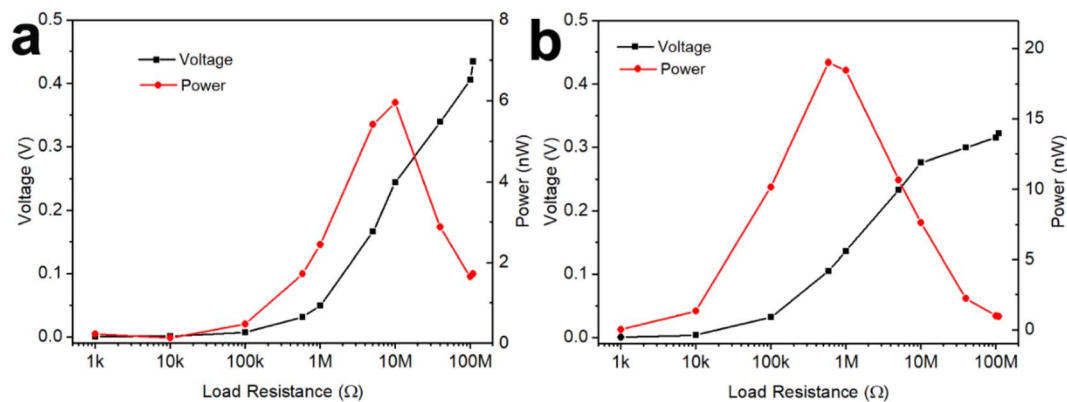 a
Voltage
Power
0.5
0.4
0.3
0.2
0.1
0.0
Voltage (V)
8
6
4
2
0
Power (nW)
1k 10k 100k 1M 10M 100M
Load Resistance (Ω)
b
Voltage
Power
0.5
0.4
0.3
0.2
0.1
0.0
Voltage (V)
20
15
10
5
0
Power (nW)
1k 10k 100k 1M 10M 100M
Load Resistance (Ω)